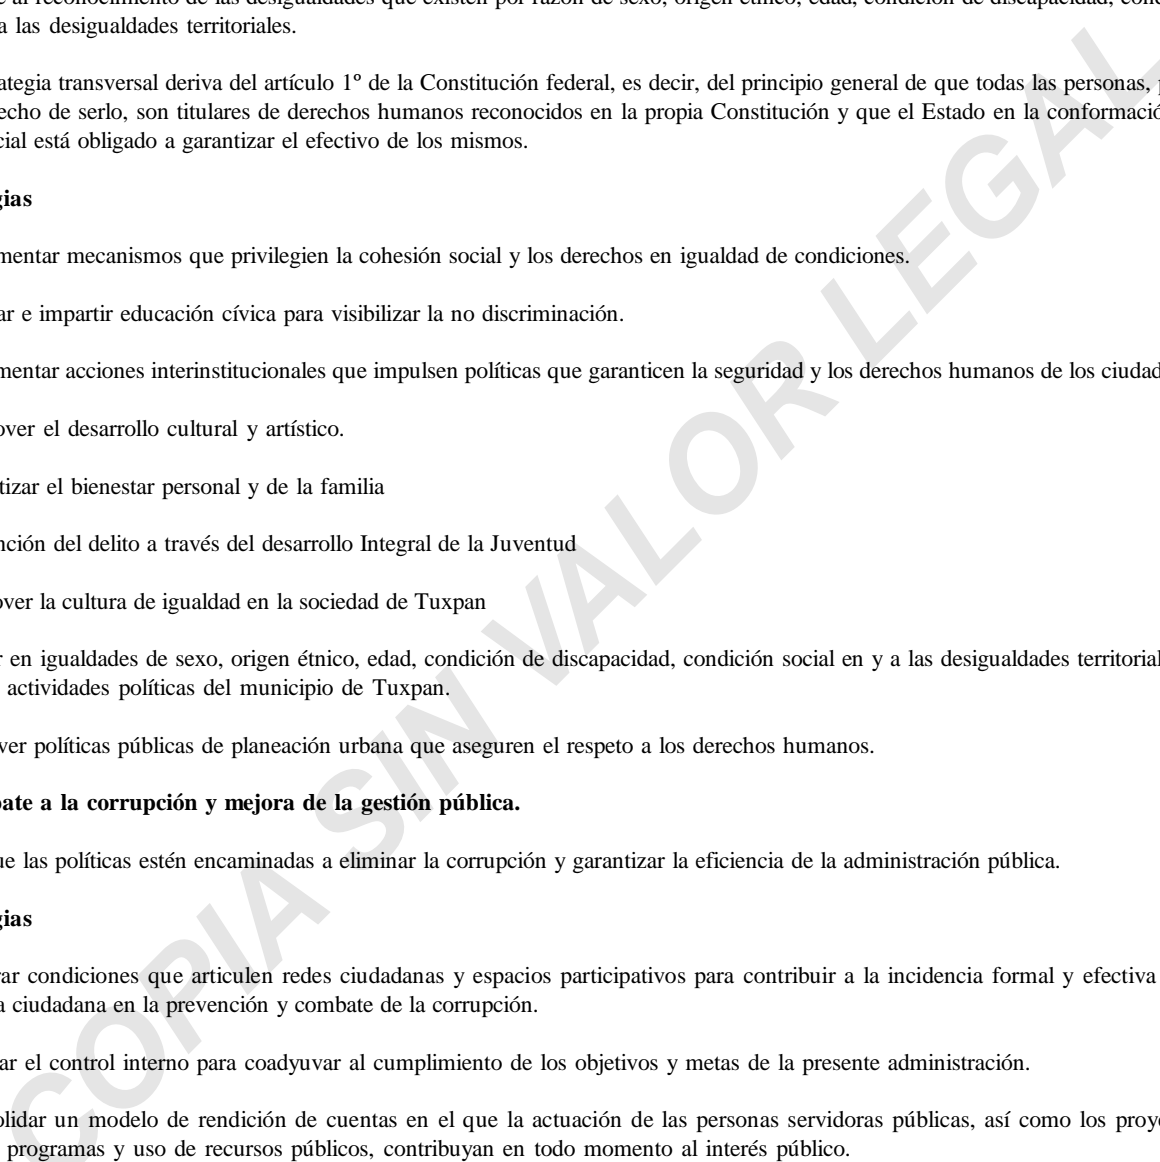 al reconocimiento de las desigualdades que existen por razón de sexo, origen étnico, edad, condición de discapacidad,
a las desigualdades territoriales.
ategia transversal deriva del artículo 1º de la Constitución federal, es decir, del principio general de que todas las personas,
echo de serlo, son titulares de derechos humanos reconocidos en la propia Constitución y que el Estado en la conformació
cial está obligado a garantizar el efectivo de los mismos.
gias
mentar mecanismos que privilegien la cohesión social y los derechos en igualdad de condiciones.
ar e impartir educación cívica para visibilizar la no discriminación.
mentar acciones interinstitucionales que impulsen políticas que garanticen la seguridad y los derechos humanos de los ciudad
over el desarrollo cultural y artístico.
tizar el bienestar personal y de la familia
nción del delito a través del desarrollo Integral de la Juventud
over la cultura de igualdad en la sociedad de Tuxpan
r en igualdades de sexo, origen étnico, edad, condición de discapacidad, condición social en y a las desigualdades territorial
actividades políticas del municipio de Tuxpan.
ver políticas públicas de planeación urbana que aseguren el respeto a los derechos humanos.
bate a la corrupción y mejora de la gestión pública.
ue las políticas estén encaminadas a eliminar la corrupción y garantizar la eficiencia de la administración pública.
gias
rar condiciones que articulen redes ciudadanas y espacios participativos para contribuir a la incidencia formal y efectiva
a ciudadana en la prevención y combate de la corrupción.
ar el control interno para coadyuvar al cumplimiento de los objetivos y metas de la presente administración.
olidar un modelo de rendición de cuentas en el que la actuación de las personas servidoras públicas, así como los proye
programas y uso de recursos públicos, contribuyan en todo momento al interés público.
COPIA SIN VALOR LEGAL